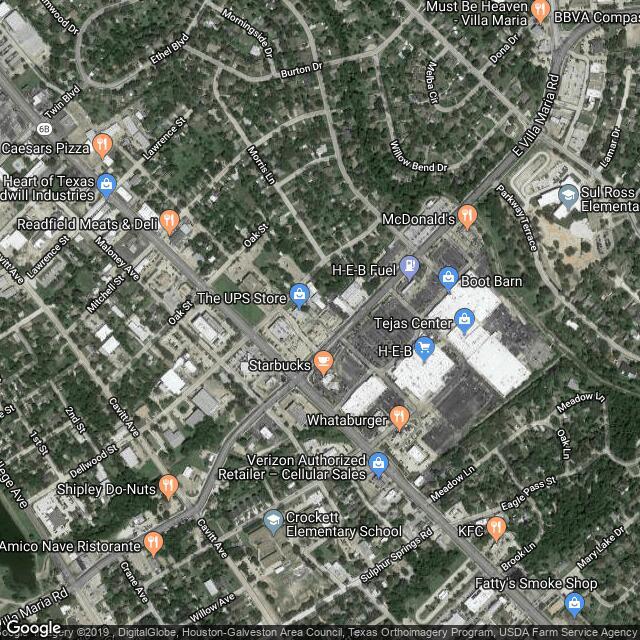 Must Be Heaven
- Villa Maria
BBVA Compas
Dona Dr
Morningside Dr
Ethel Blvd
Burton Dr
Melba Cir
E Villa Maria Rd
Twin Blvd
6B
Lawrence St
Caesars Pizza
Morris Ln
Willow Bend Dr
Lamar Dr
Heart of Texas
dwill Industries
Sul Ross
Elementa
Parkway Terrace
McDonald's
Readfield Meats & Deli
Oak St
Lawrence St
Maloney Ave
H-E-B Fuel
Boot Barn
Mitchell St
The UPS Store
Oak St
Tejas Center
H-E-B
Starbucks
Cavitt Ave
2nd St
1st St
Whataburger
Meadow Ln
Oak Ln
Dellwood St
Verizon Authorized
Retailer – Cellular Sales
Meadow Ln
Shipley Do-Nuts
Eagle Pass St
Crockett
Elementary School
KFC
Cavitt Ave
Amico Nave Ristorante
Sulphur Springs Rd
Brook Ln
Mary Lake Dr
Crane Ave
Fatty's Smoke Shop
Willow Ave
Villa Maria Rd
Google
Imagery ©2019 , DigitalGlobe, Houston-Galveston Area Council, Texas Orthoimagery Program, USDA Farm Service Agency